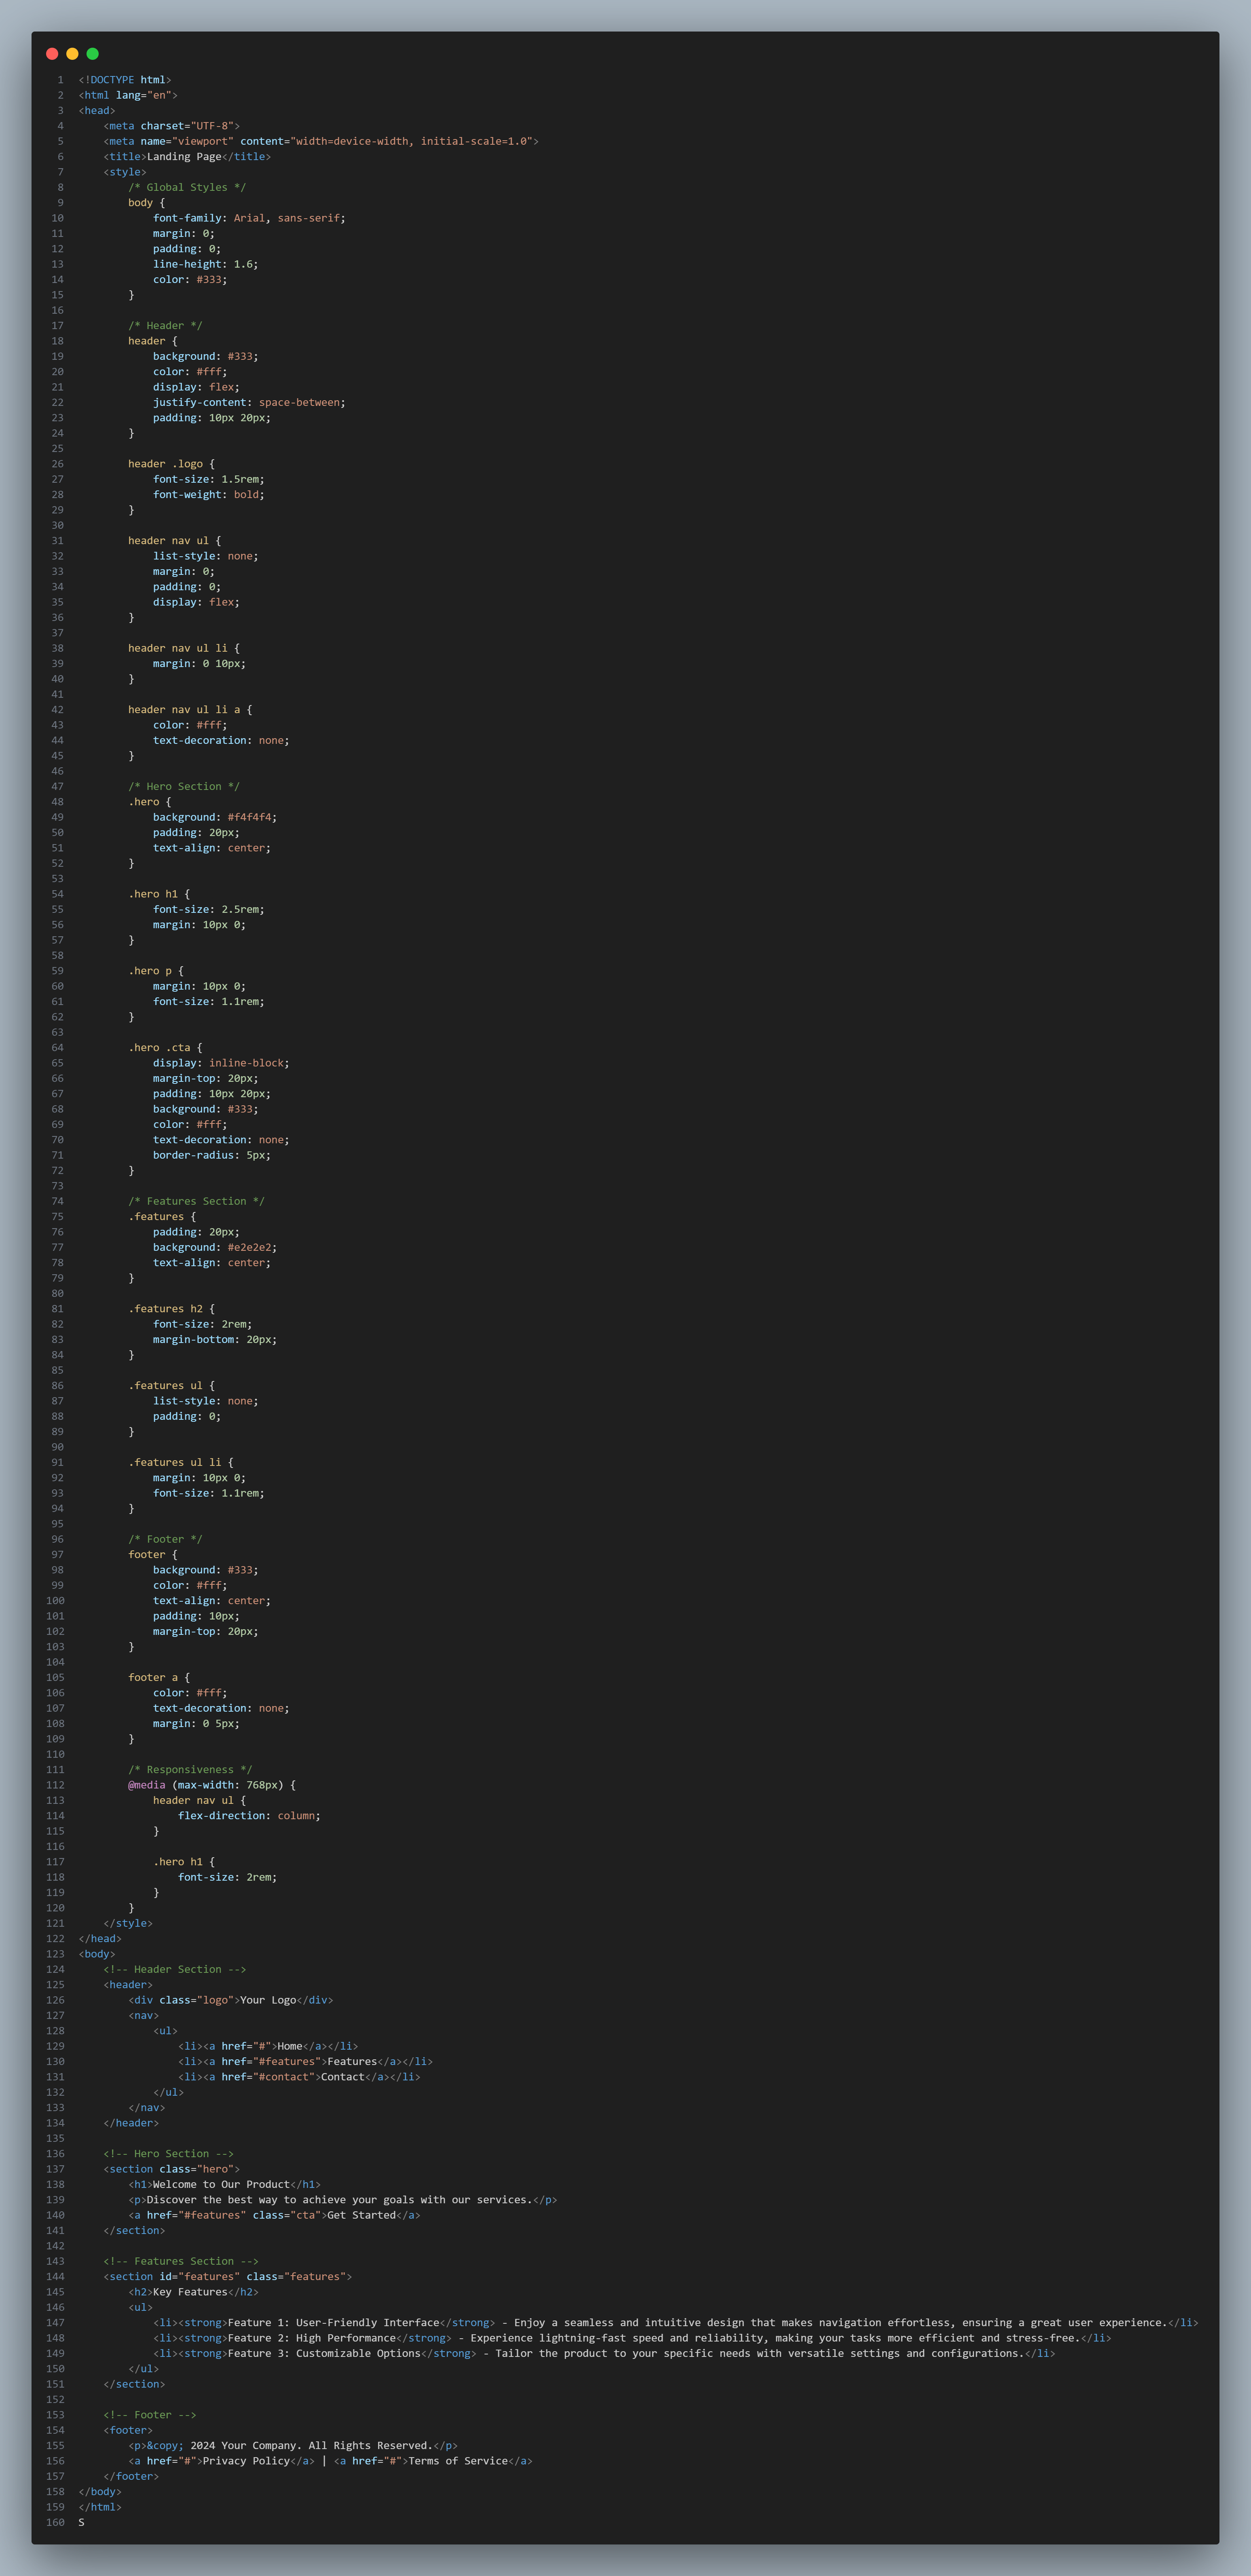 1 <!DOCTYPE html>
2 <html lang="en">
3 <head>
4     <meta charset="UTF-8">
5     <meta name="viewport" content="width=device-width, initial-scale=1.0">
6     <title>Landing Page</title>
7     <style>
8         /* Global Styles */
9         body {
10             font-family: Arial, sans-serif;
11             margin: 0;
12             padding: 0;
13             line-height: 1.6;
14             color: #333;
15         }
16
17         /* Header */
18         header {
19             background: #333;
20             color: #fff;
21             display: flex;
22             justify-content: space-between;
23             padding: 10px 20px;
24         }
25
26         header .logo {
27             font-size: 1.5rem;
28             font-weight: bold;
29         }
30
31         header nav ul {
32             list-style: none;
33             margin: 0;
34             padding: 0;
35             display: flex;
36         }
37
38         header nav ul li {
39             margin: 0 10px;
40         }
41
42         header nav ul li a {
43             color: #fff;
44             text-decoration: none;
45         }
46
47         /* Hero Section */
48         .hero {
49             background: #f4f4f4;
50             padding: 20px;
51             text-align: center;
52         }
53
54         .hero h1 {
55             font-size: 2.5rem;
56             margin: 10px 0;
57         }
58
59         .hero p {
60             margin: 10px 0;
61             font-size: 1.1rem;
62         }
63
64         .hero .cta {
65             display: inline-block;
66             margin-top: 20px;
67             padding: 10px 20px;
68             background: #333;
69             color: #fff;
70             text-decoration: none;
71             border-radius: 5px;
72         }
73
74         /* Features Section */
75         .features {
76             padding: 20px;
77             background: #e2e2e2;
78             text-align: center;
79         }
80
81         .features h2 {
82             font-size: 2rem;
83             margin-bottom: 20px;
84         }
85
86         .features ul {
87             list-style: none;
88             padding: 0;
89         }
90
91         .features ul li {
92             margin: 10px 0;
93             font-size: 1.1rem;
94         }
95
96         /* Footer */
97         footer {
98             background: #333;
99             color: #fff;
100             text-align: center;
101             padding: 10px;
102             margin-top: 20px;
103         }
104
105         footer a {
106             color: #fff;
107             text-decoration: none;
108             margin: 0 5px;
109         }
110
111         /* Responsiveness */
112         @media (max-width: 768px) {
113             header nav ul {
114                 flex-direction: column;
115             }
116
117             .hero h1 {
118                 font-size: 2rem;
119             }
120         }
121     </style>
122 </head>
123 <body>
124     <!-- Header Section -->
125     <header>
126         <div class="logo">Your Logo</div>
127         <nav>
128             <ul>
129                 <li><a href="#">Home</a></li>
130                 <li><a href="#features">Features</a></li>
131                 <li><a href="#contact">Contact</a></li>
132             </ul>
133         </nav>
134     </header>
135
136     <!-- Hero Section -->
137     <section class="hero">
138         <h1>Welcome to Our Product</h1>
139         <p>Discover the best way to achieve your goals with our services.</p>
140         <a href="#features" class="cta">Get Started</a>
141     </section>
142
143     <!-- Features Section -->
144     <section id="features" class="features">
145         <h2>Key Features</h2>
146         <ul>
147             <li><strong>Feature 1: User-Friendly Interface</strong> - Enjoy a seamless and intuitive design that makes navigation effortless, ensuring a great user experience.</li>
148             <li><strong>Feature 2: High Performance</strong> - Experience lightning-fast speed and reliability, making your tasks more efficient and stress-free.</li>
149             <li><strong>Feature 3: Customizable Options</strong> - Tailor the product to your specific needs with versatile settings and configurations.</li>
150         </ul>
151     </section>
152
153     <!-- Footer -->
154     <footer>
155         <p>&copy; 2024 Your Company. All Rights Reserved.</p>
156         <a href="#">Privacy Policy</a> | <a href="#">Terms of Service</a>
157     </footer>
158 </body>
159 </html>
160 S